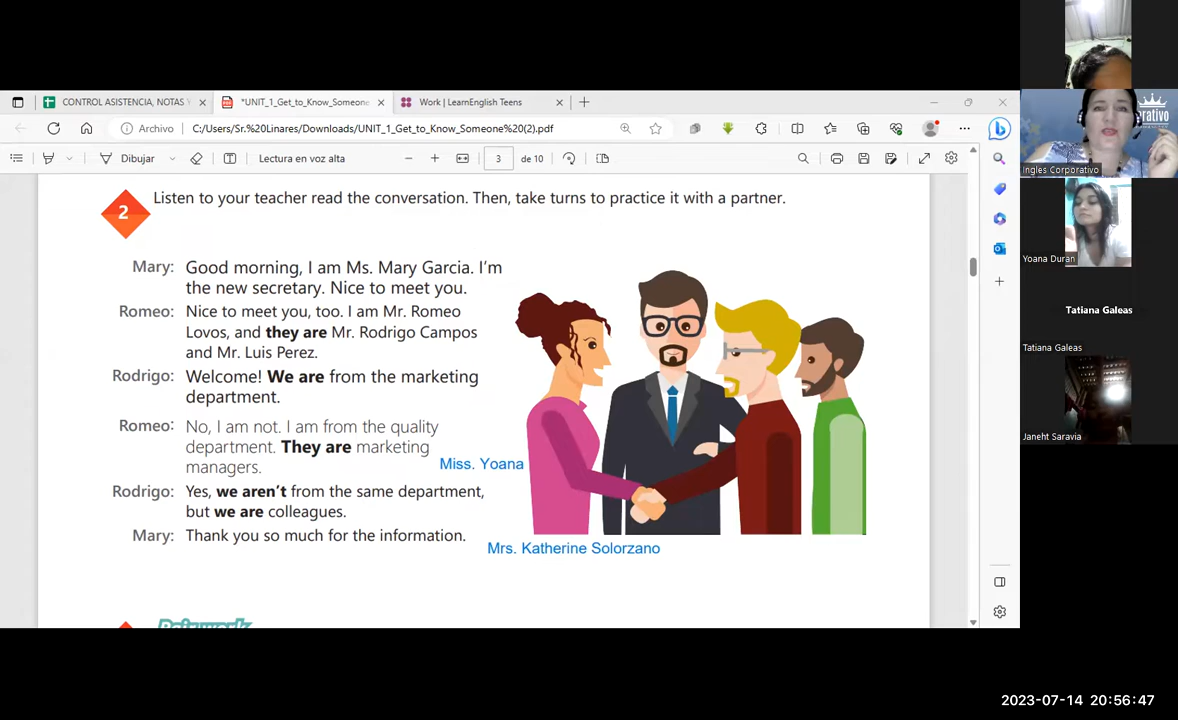 CONTROL ASISTENCIA, NOTAS Y
*UNIT_1_Get_to_Know_Someone
Work | LearnEnglish Teens
Archivo
C:/Users/Sr.%20Linares/Downloads/UNIT_1_Get_to_Know_Someone%20(2).pdf
Dibujar
Lectura en voz alta
3
de 10
2
Listen to your teacher read the conversation. Then, take turns to practice it with a partner.
Mary: Good morning, I am Ms. Mary Garcia. I'm
the new secretary. Nice to meet you.
Romeo: Nice to meet you, too. I am Mr. Romeo
Lovos, and they are Mr. Rodrigo Campos
and Mr. Luis Perez.
Rodrigo: Welcome! We are from the marketing
department.
Romeo: No, I am not. I am from the quality
department. They are marketing
managers.
Miss. Yoana
Rodrigo: Yes, we aren't from the same department,
but we are colleagues.
Mary: Thank you so much for the information.
Mrs. Katherine Solorzano
Pair work
Ingles Corporativo
Yoana Duran
Tatiana Galeas
Tatiana Galeas
Janeht Saravia
2023-07-14 20:56:47